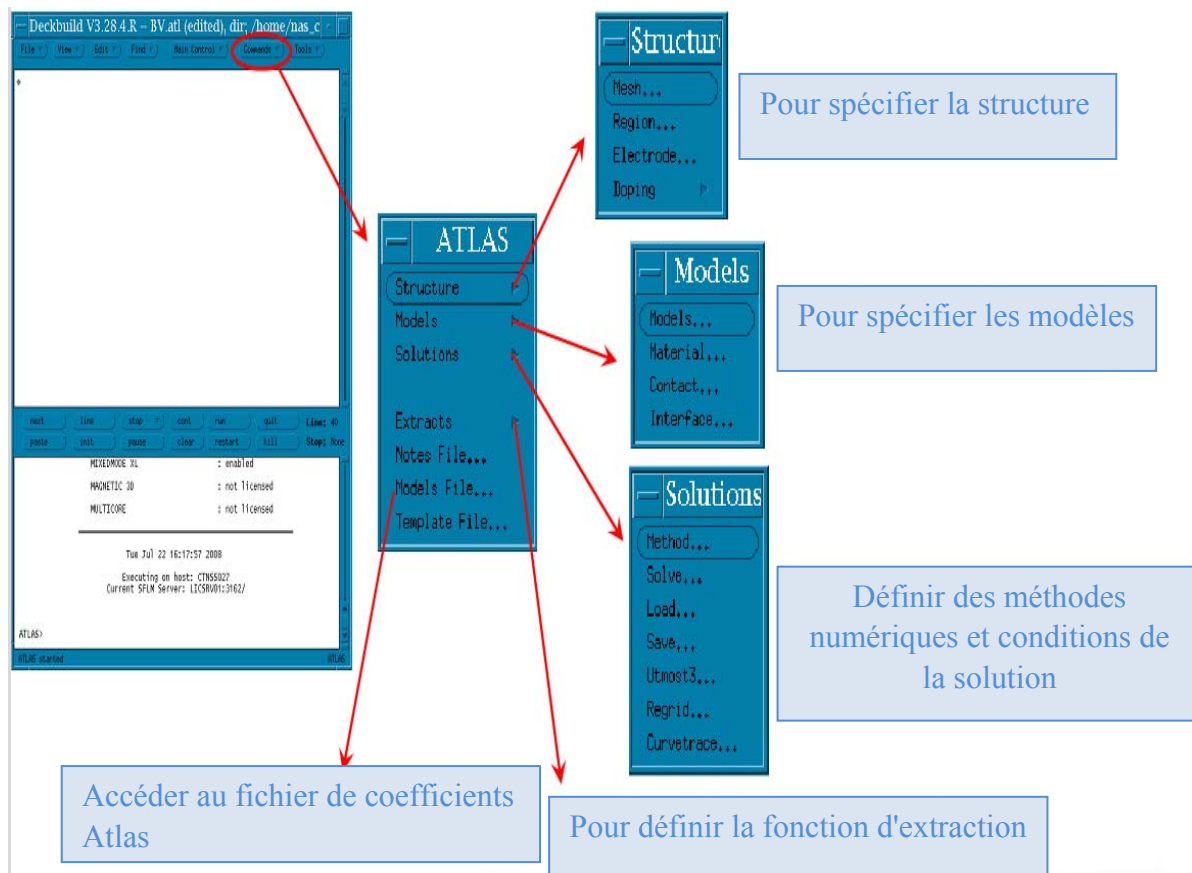 Deckbuild V3.28.4.R – BV.atl (edited), dir; /home/nas_c
File View Edit Find Main Control Commands Tools
next line stop cont run quit Line: 40
paste init pause clear restart kill Stop: None
MIXEDMODE XL : enabled
MAGNETIC 3D : not licensed
MULTICORE : not licensed
Tue Jul 22 16:17:57 2008
Executing on host: CTNSS027
Current SFLM Server: LICSRV01:3162/
ATLAS>
ATLAS started ATLAS
ATLAS
Structure
Models
Solutions
Extracts
Notes File...
Models File...
Template File...
Structur
Mesh...
Region...
Electrode...
Doping
Pour spécifier la structure
Models
Models...
Material...
Contact...
Interface...
Pour spécifier les modèles
Solutions
Method...
Solve...
Load...
Save...
Utmost3...
Regrid...
Curvetrace...
Définir des méthodes
numériques et conditions de
la solution
Accéder au fichier de coefficients
Atlas
Pour définir la fonction d'extraction